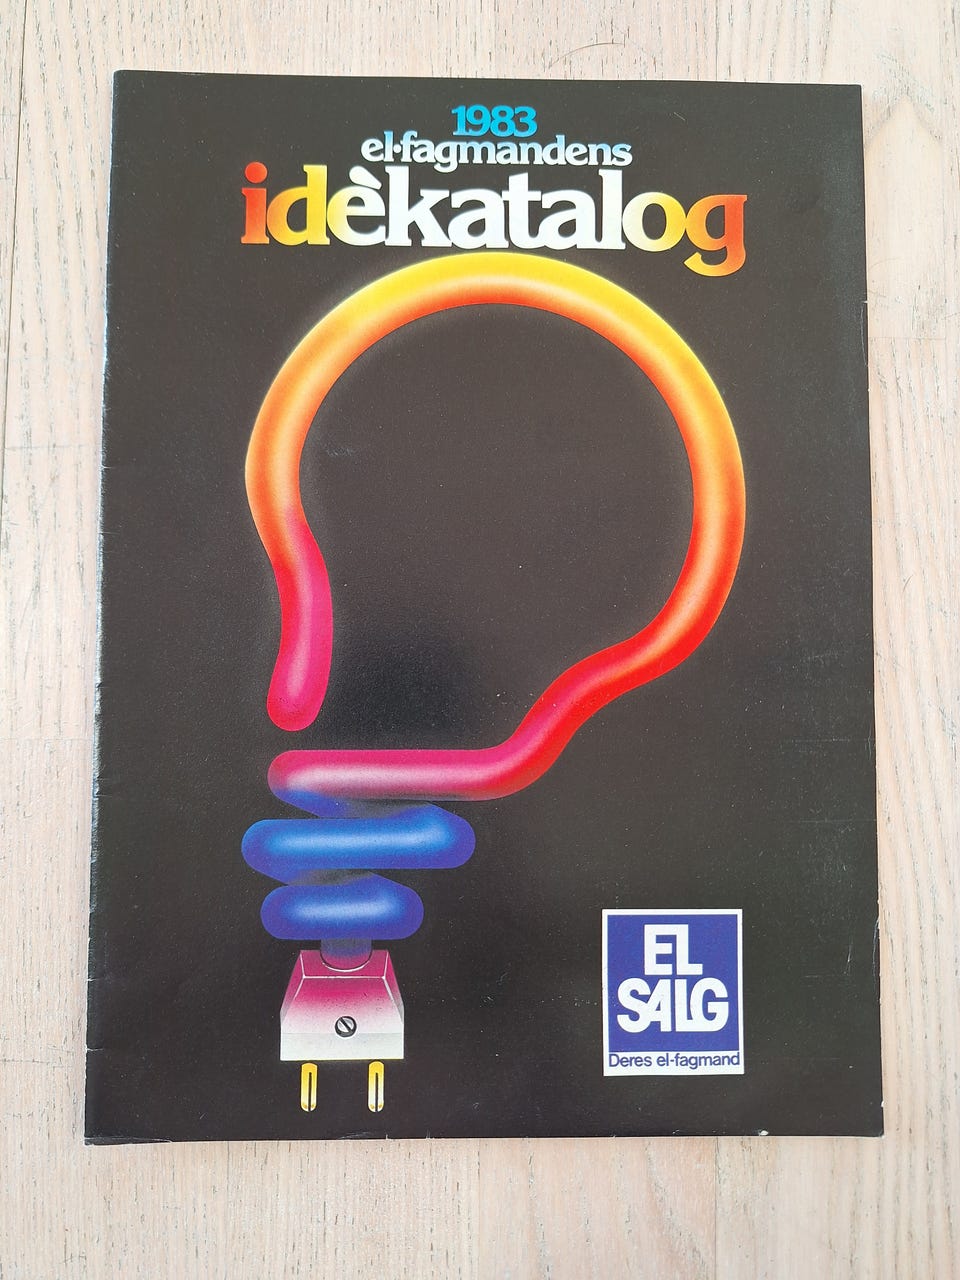 1983
el·fagmandens
idèkatalog
EL
SALG
Deres el-fagmand